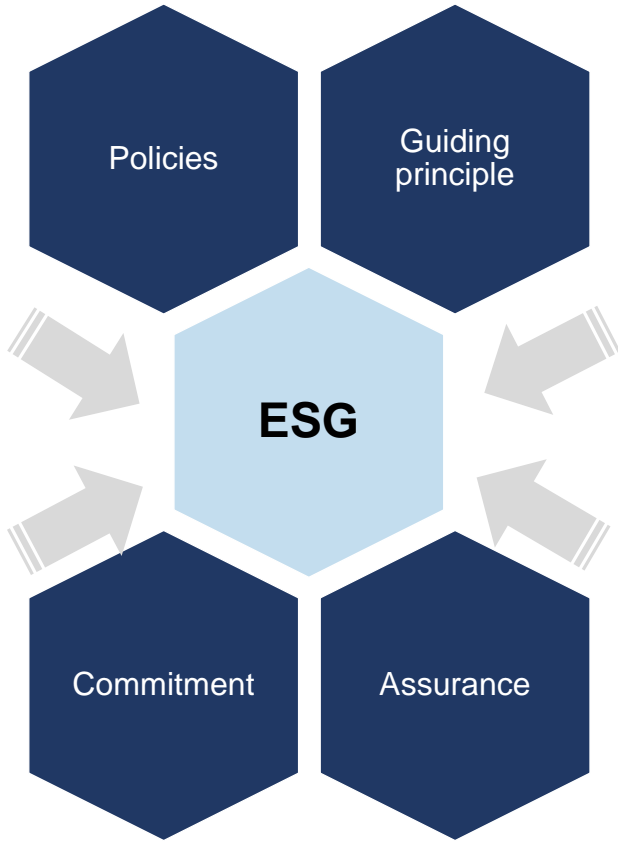 Policies
Guiding
principle
ESG
Commitment
Assurance